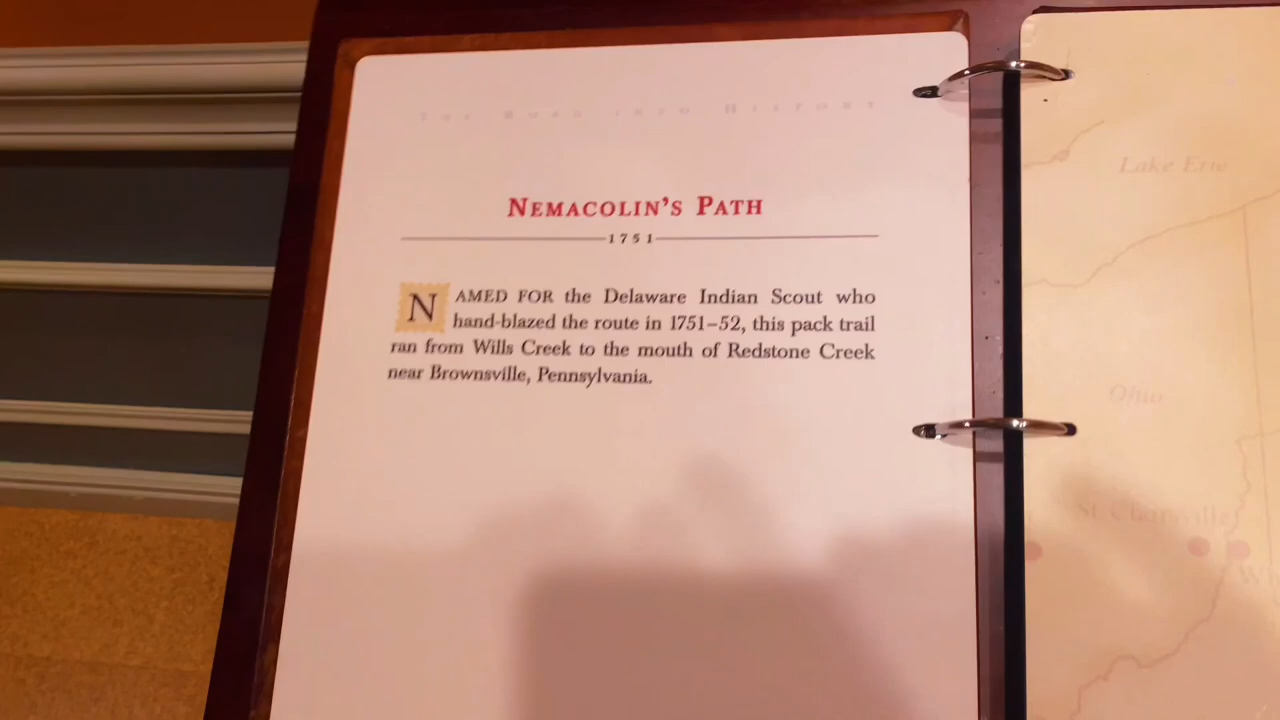 The Road into History
Nemacolin's Path
1751
Named for the Delaware Indian Scout who
hand-blazed the route in 1751–52, this pack trail
ran from Wills Creek to the mouth of Redstone Creek
near Brownsville, Pennsylvania.
Lake Erie
Ohio
St. Clairsville